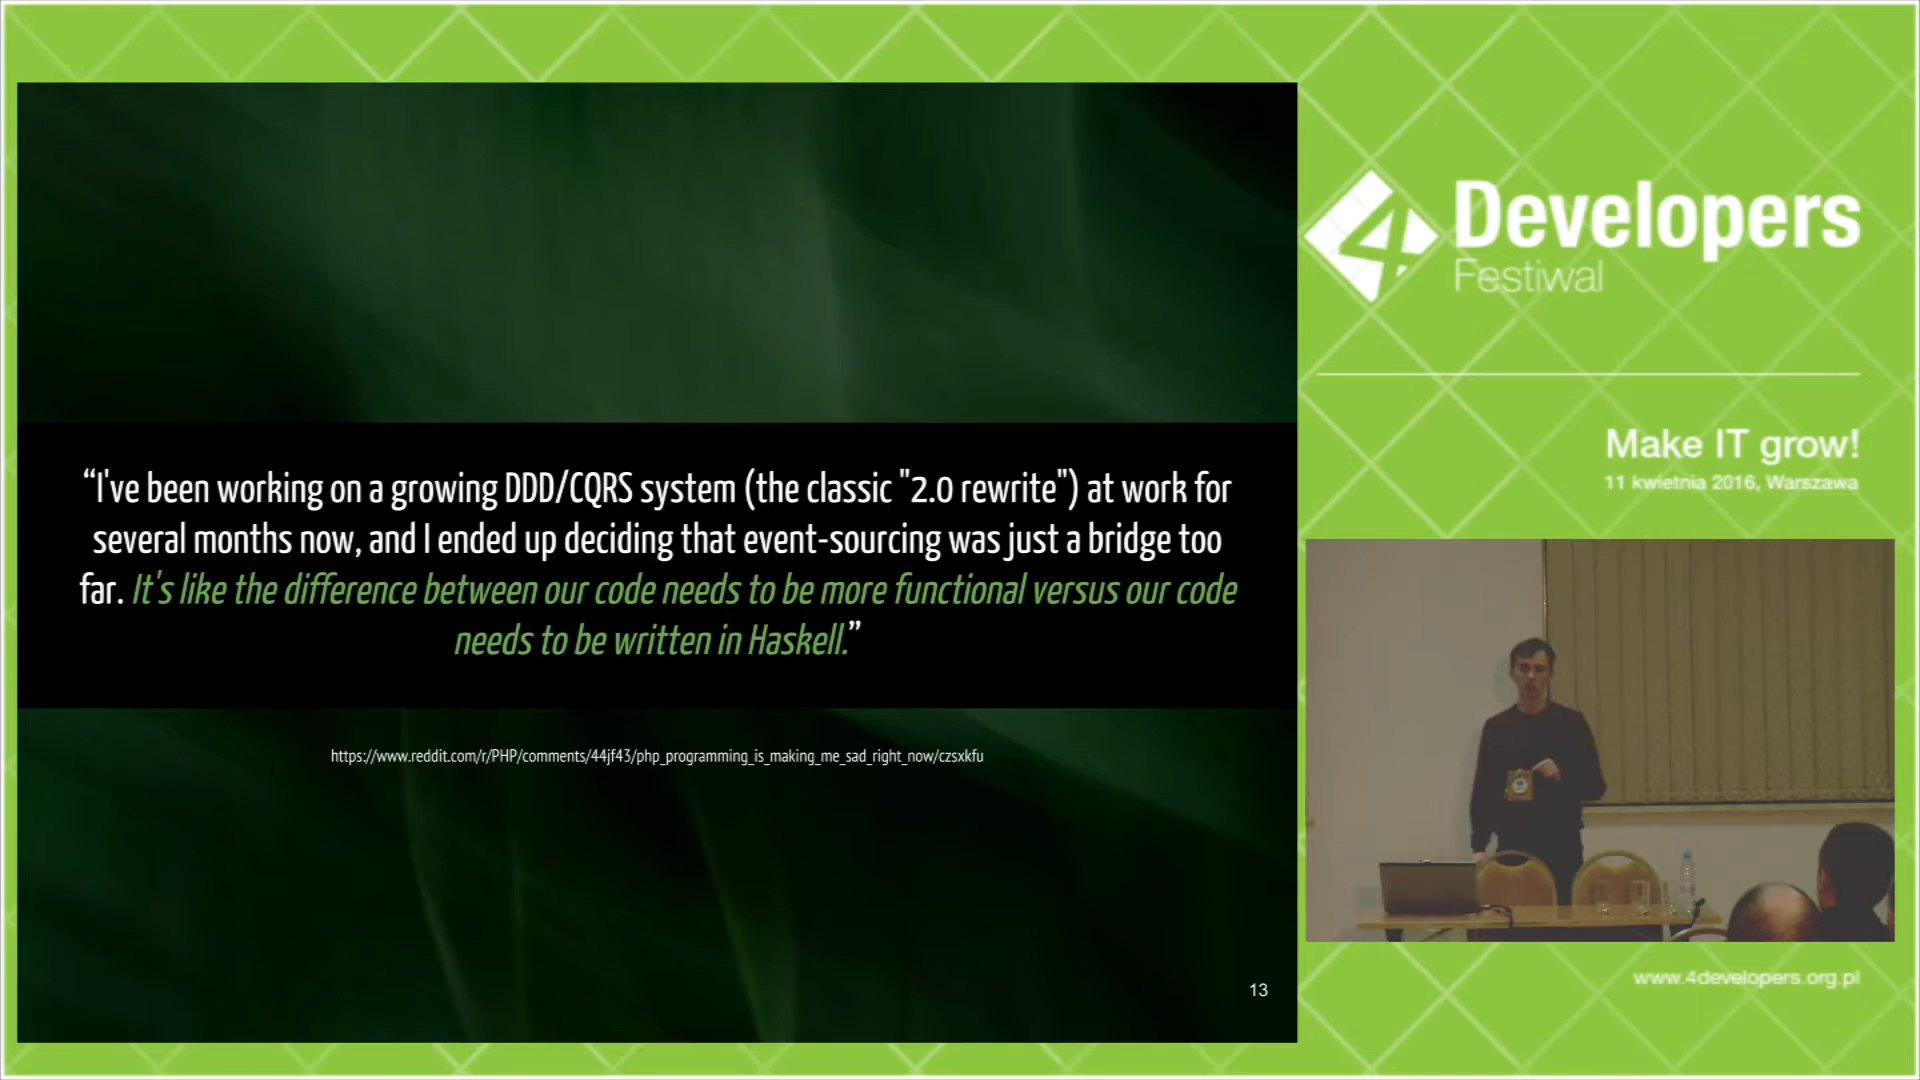 “I've been working on a growing DDD/CQRS system (the classic "2.0 rewrite") at work for
several months now, and I ended up deciding that event-sourcing was just a bridge too
far. It's like the difference between our code needs to be more functional versus our code
needs to be written in Haskell.”
https://www.reddit.com/r/PHP/comments/44jf43/php_programming_is_making_me_sad_right_now/czsxkfu
13
4Developers
Festiwal
Make IT grow!
11 kwietnia 2016, Warszawa
www.4developers.org.pl